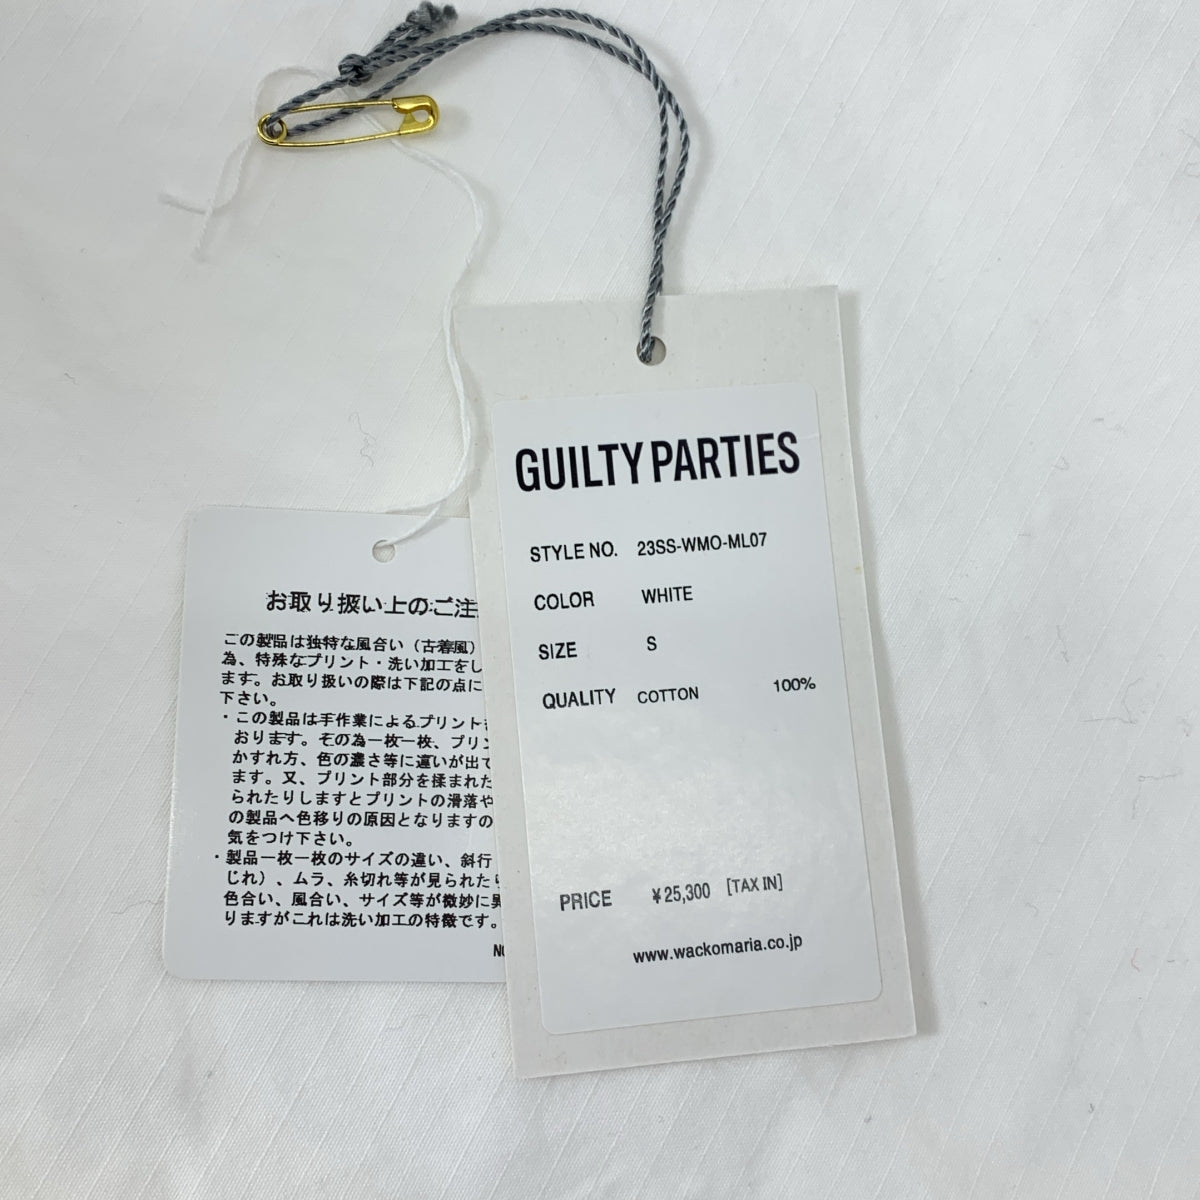 GUILTY PARTIES
STYLE NO. 23SS-WMO-ML07
COLOR WHITE
SIZE S
QUALITY COTTON 100%
PRICE ¥25,300 [TAX IN]
www.wackomaria.co.jp
お取り扱い上のご注
この製品は独特な風合い（古着風）
為、特殊なプリント・洗い加工をし
ます。お取り扱いの際は下記の点に
下さい。
・この製品は手作業によるプリント
おります。その為一枚一枚、プリン
かすれ方、色の濃さ等に違いが出て
ます。又、プリント部分を揉まれた
られたりしますとプリントの滑落や
の製品へ色移りの原因となりますの
気をつけ下さい。
・製品一枚一枚のサイズの違い、斜行
じれ）、ムラ、糸切れ等が見られたり
色合い、風合い、サイズ等が微妙に異
りますがこれは洗い加工の特徴です。